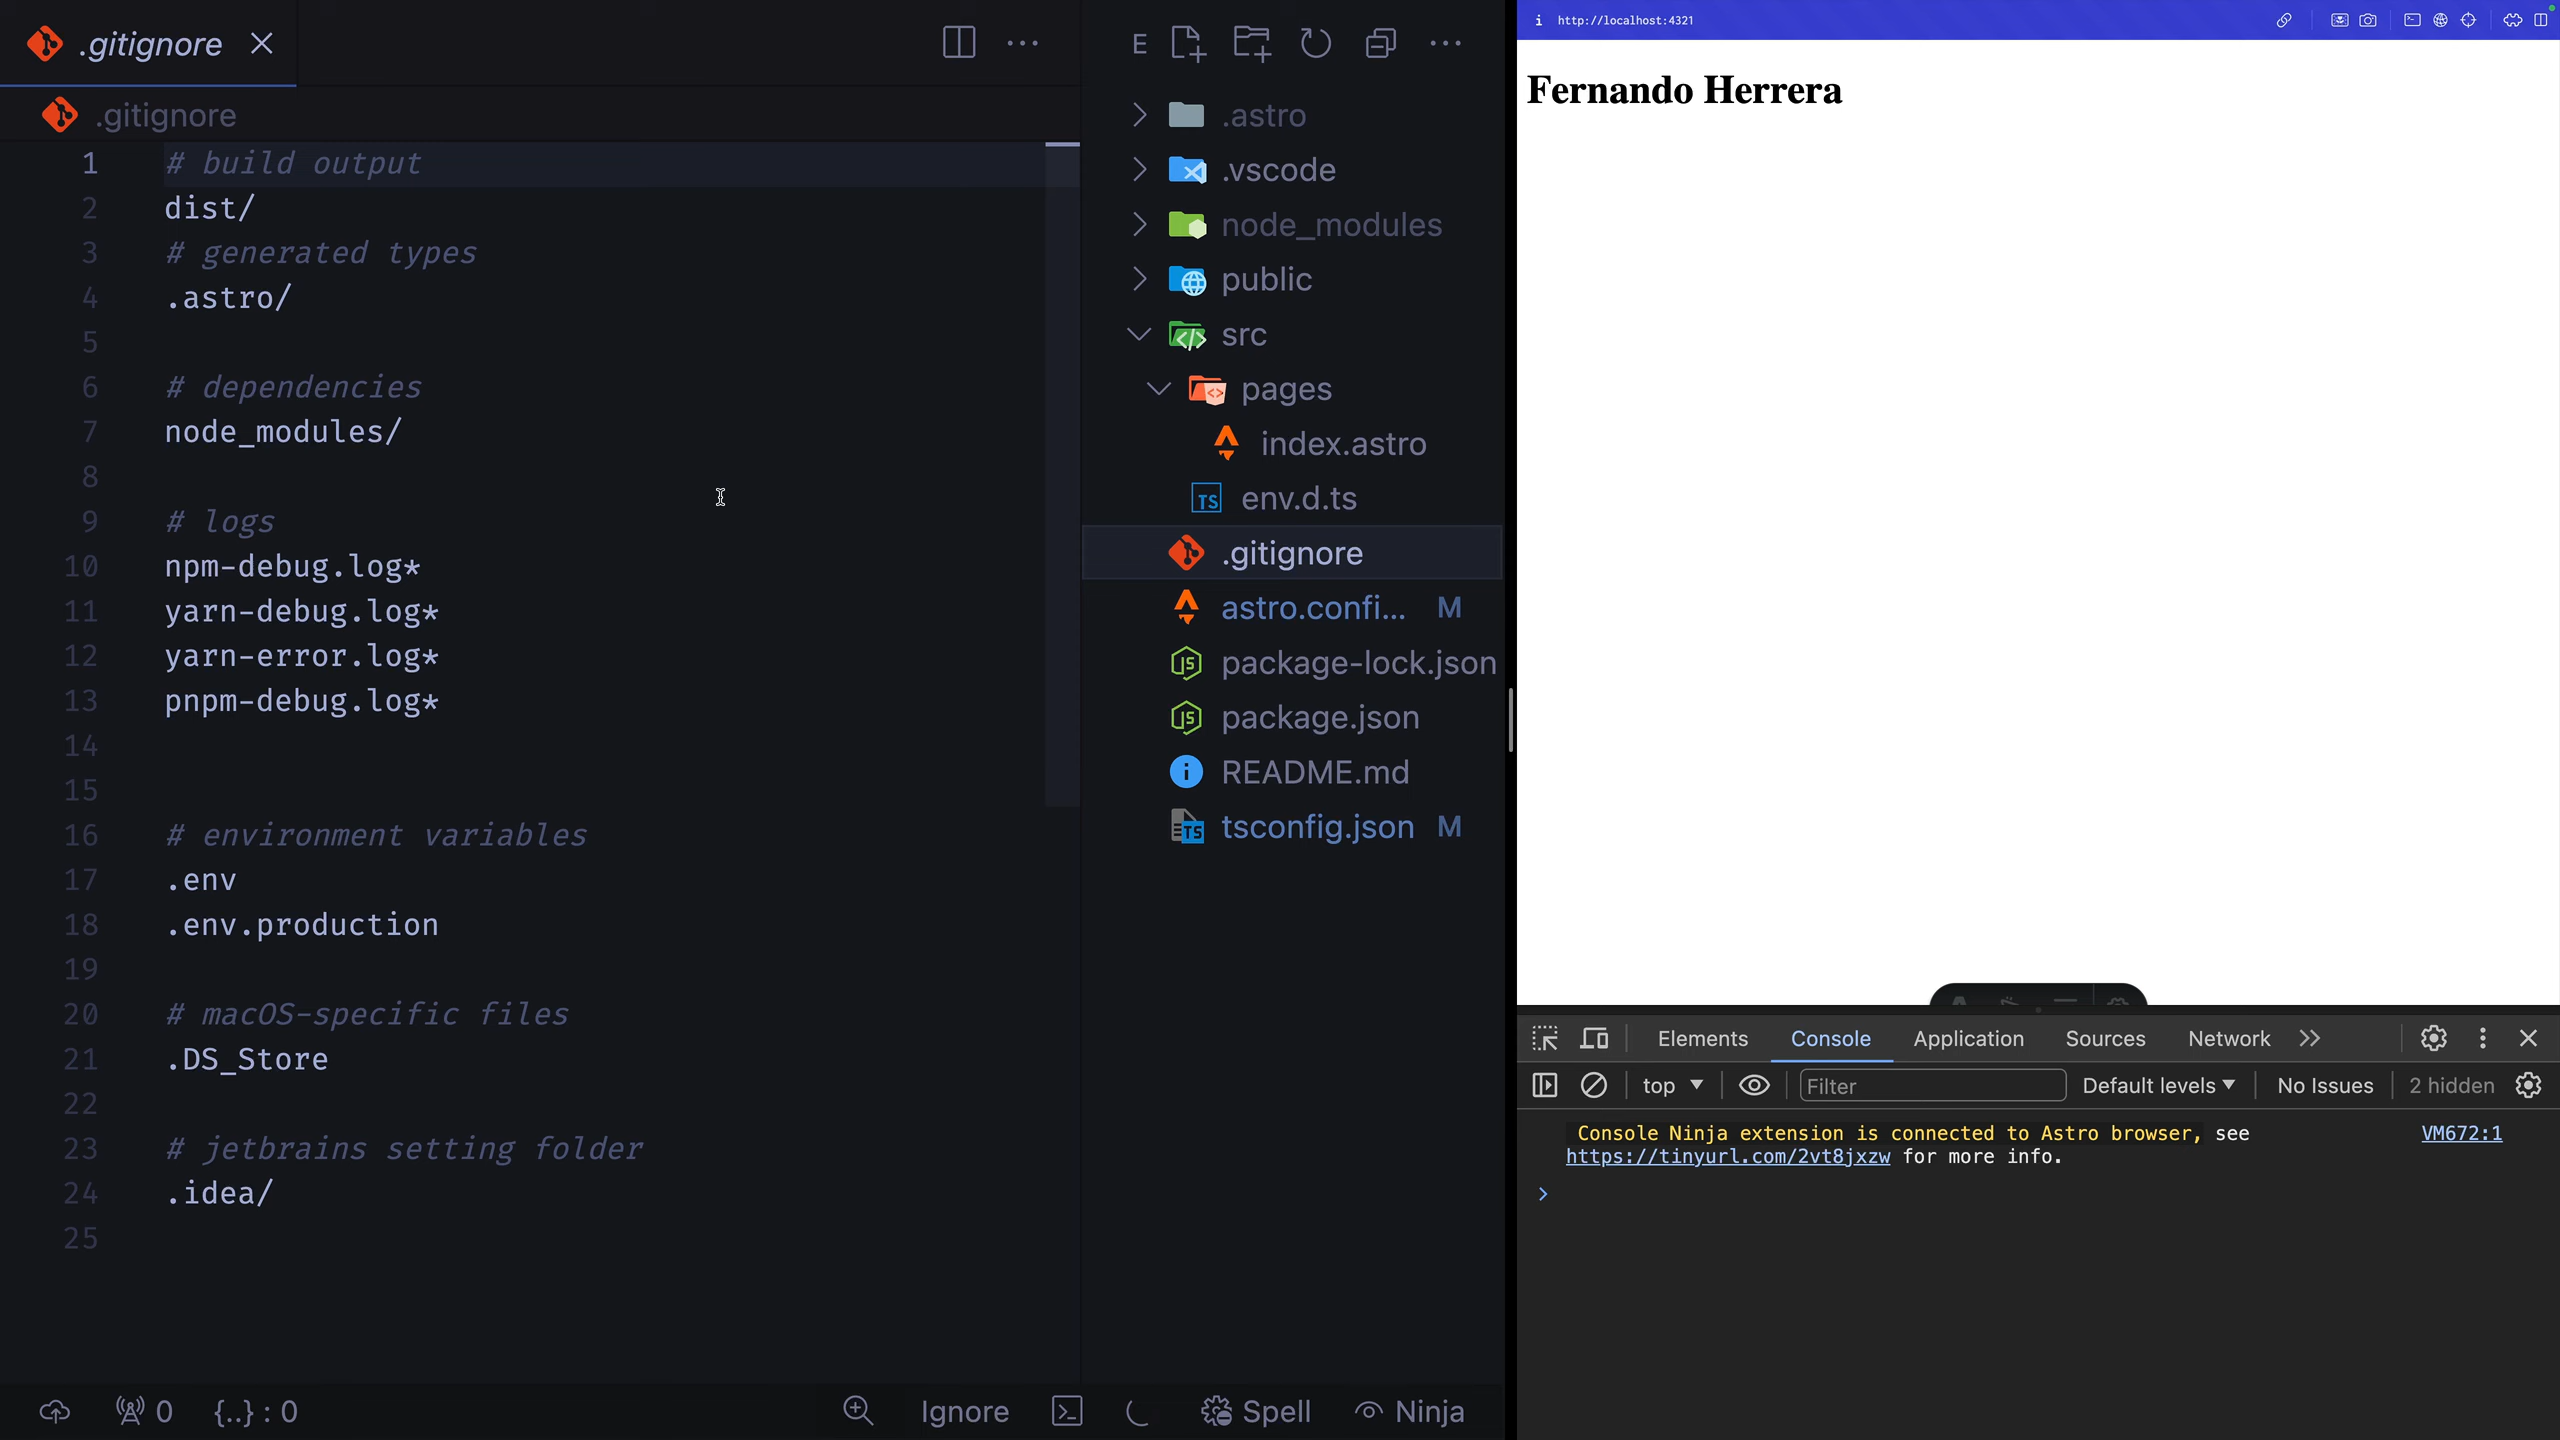 .gitignore
.gitignore
1 # build output
2 dist/
3 # generated types
4 .astro/
5
6 # dependencies
7 node_modules/
8
9 # logs
10 npm-debug.log*
11 yarn-debug.log*
12 yarn-error.log*
13 pnpm-debug.log*
14
15
16 # environment variables
17 .env
18 .env.production
19
20 # macOS-specific files
21 .DS_Store
22
23 # jetbrains setting folder
24 .idea/
25
0
{..} : 0
Ignore
Spell
Ninja
E
.astro
.vscode
node_modules
public
src
pages
index.astro
TS env.d.ts
.gitignore
astro.confi... M
package-lock.json
package.json
README.md
TS tsconfig.json M
http://localhost:4321
Fernando Herrera
Elements Console Application Sources Network
top Filter Default levels No Issues 2 hidden
Console Ninja extension is connected to Astro browser, see VM672:1
https://tinyurl.com/2vt8jxzw for more info.